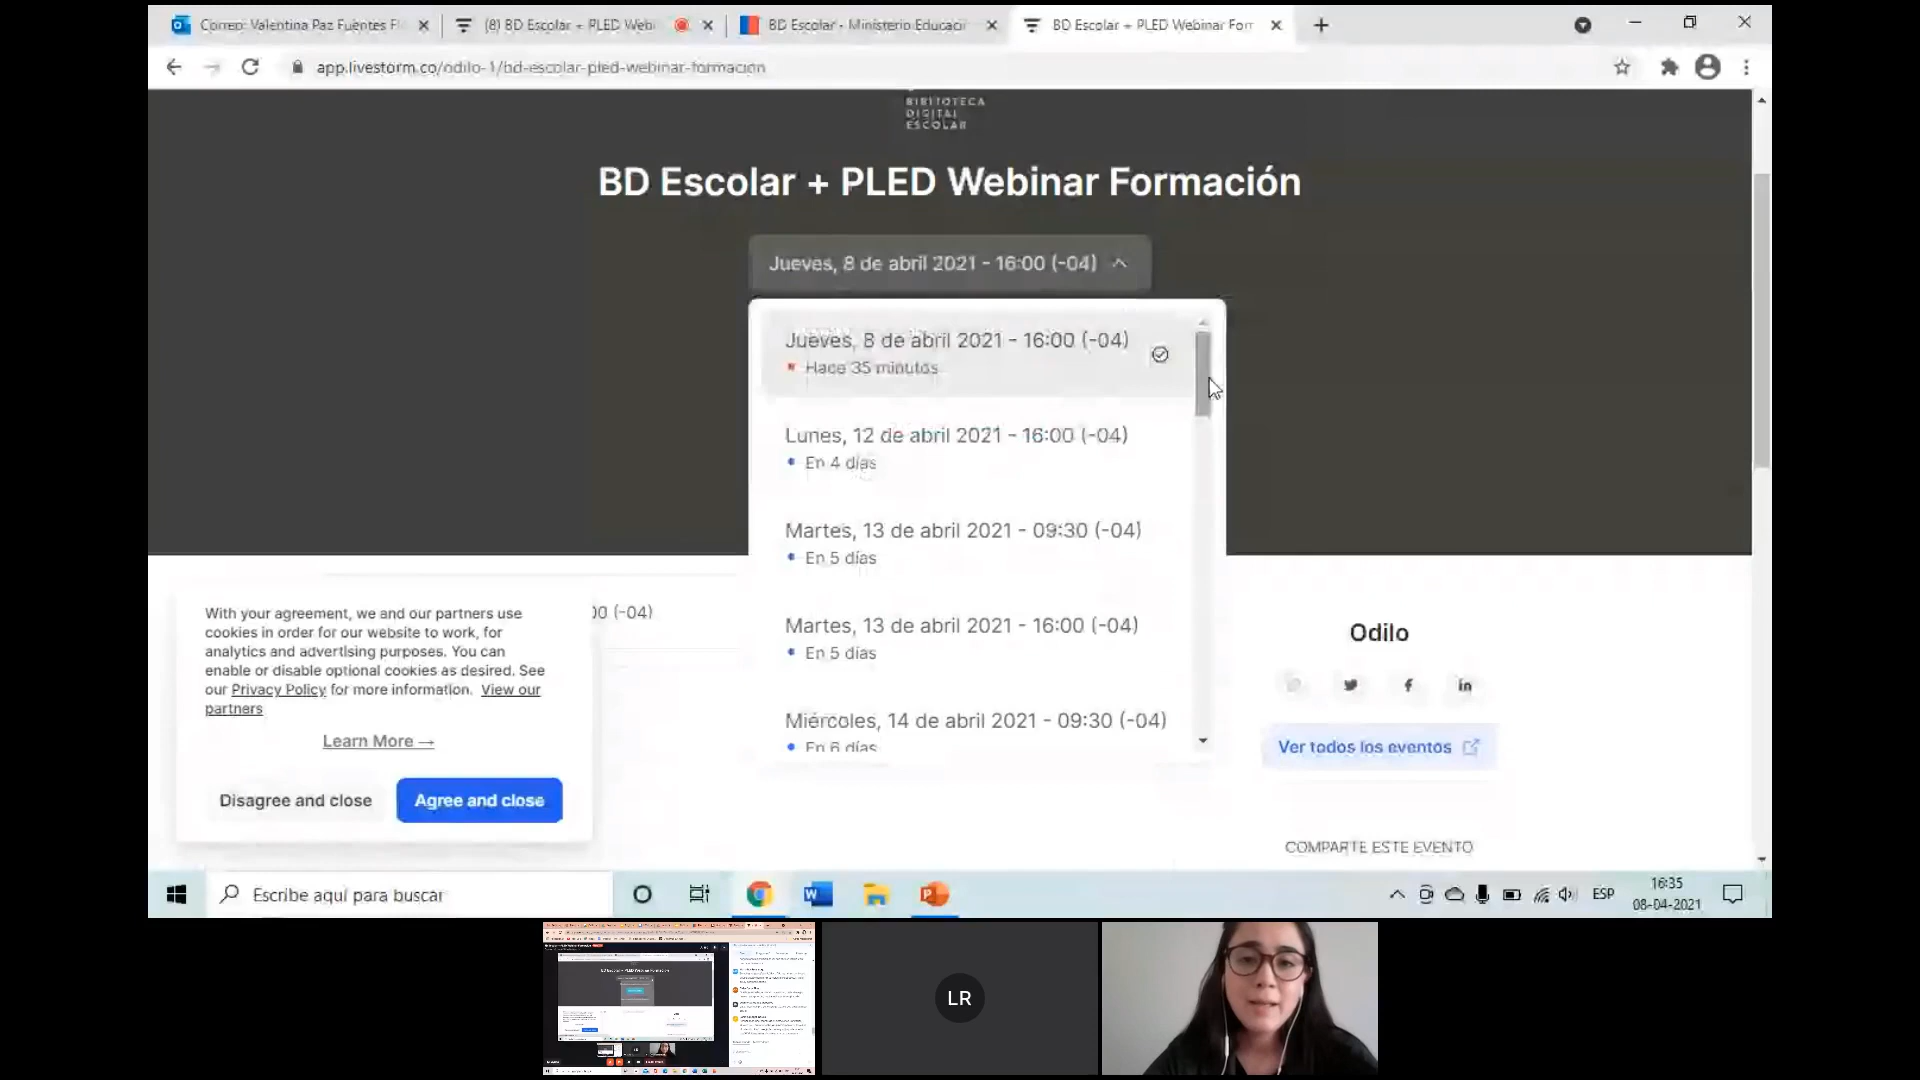 Correo: Valentina Paz Fuentes F
(8) BD Escolar + PLED Webi
BD Escolar - Ministerio Educaci
BD Escolar + PLED Webinar Form
app.livestorm.co/odilo-1/bd-escolar-pled-webinar-formacion
BIBLIOTECA
DIGITAL
ESCOLAR
BD Escolar + PLED Webinar Formación
Jueves, 8 de abril 2021 - 16:00 (-04)
Jueves, 8 de abril 2021 - 16:00 (-04)
Hace 35 minutos
Lunes, 12 de abril 2021 - 16:00 (-04)
En 4 días
Martes, 13 de abril 2021 - 09:30 (-04)
En 5 días
Martes, 13 de abril 2021 - 16:00 (-04)
En 5 días
Miércoles, 14 de abril 2021 - 09:30 (-04)
En 6 días
00 (-04)
With your agreement, we and our partners use
cookies in order for our website to work, for
analytics and advertising purposes. You can
enable or disable optional cookies as desired. See
our Privacy Policy for more information. View our
partners
Learn More →
Disagree and close
Agree and close
Odilo
Ver todos los eventos
COMPARTE ESTE EVENTO
Escribe aquí para buscar
ESP
16:35
08-04-2021
LR